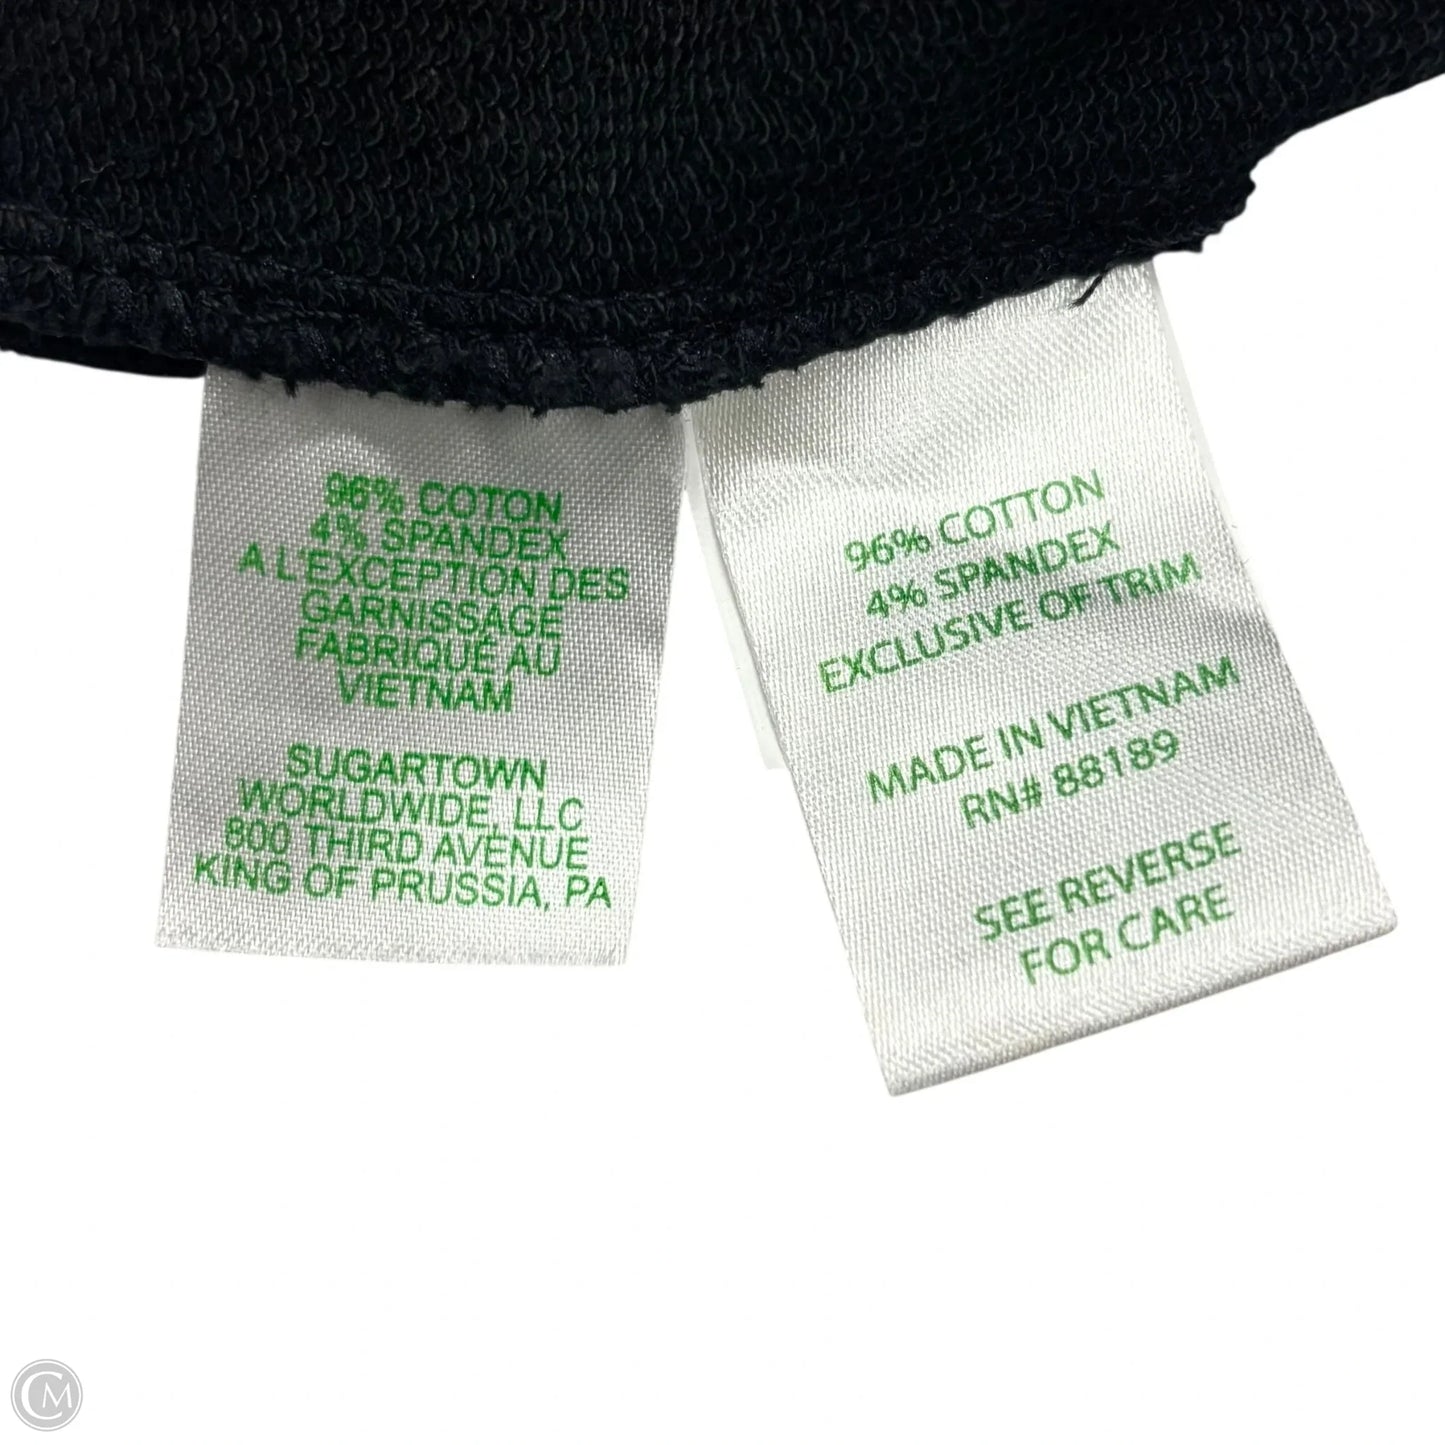 96% COTON
4% SPANDEX
A L'EXCEPTION DES
GARNISSAGE
FABRIQUÉ AU
VIETNAM
SUGARTOWN
WORLDWIDE, LLC
800 THIRD AVENUE
KING OF PRUSSIA, PA
96% COTTON
4% SPANDEX
EXCLUSIVE OF TRIM
MADE IN VIETNAM
RN# 88189
SEE REVERSE
FOR CARE
CM